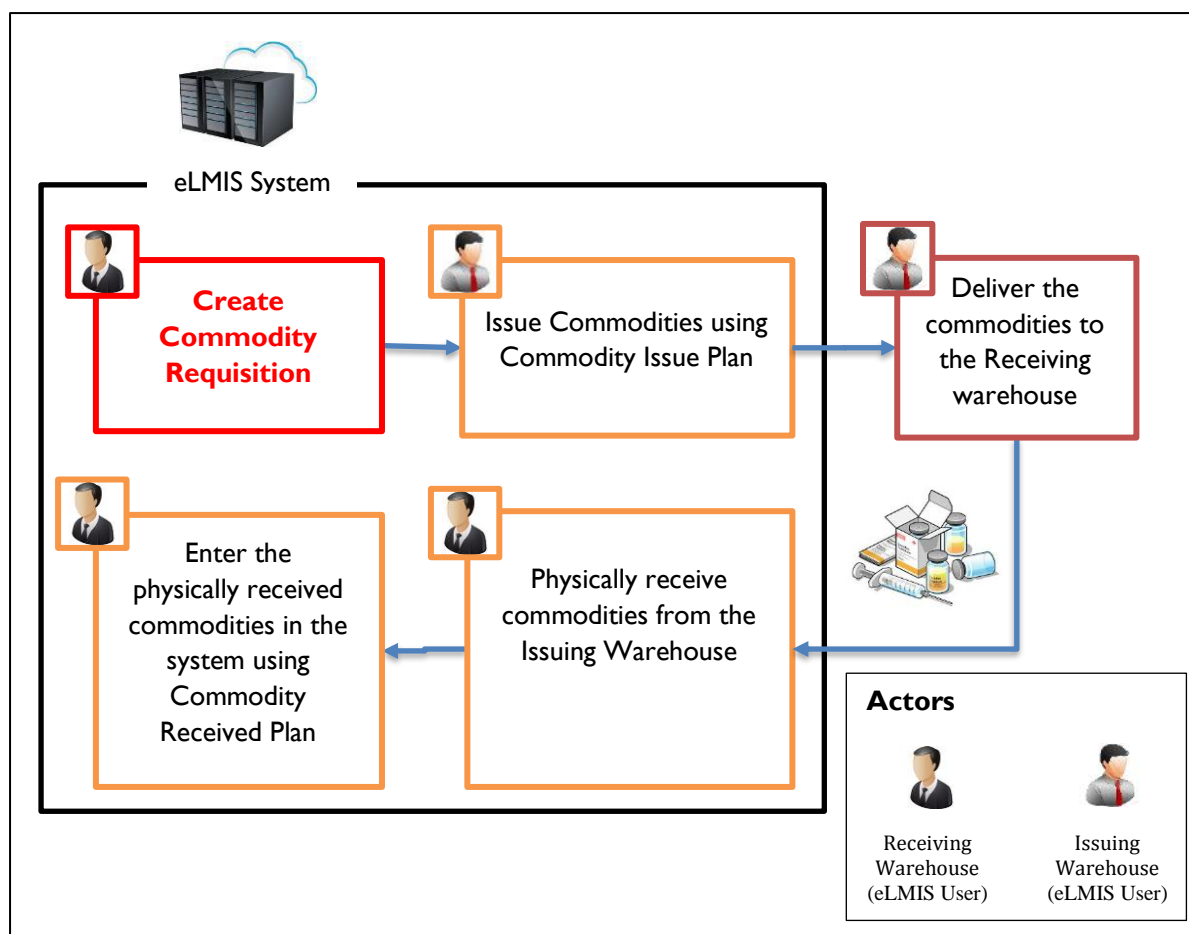 eLMIS System
Create
Commodity
Requisition
Issue Commodities using
Commodity Issue Plan
Deliver the
commodities to
the Receiving
warehouse
Enter the
physically received
commodities in the
system using
Commodity
Received Plan
Physically receive
commodities from the
Issuing Warehouse
Actors
Receiving
Warehouse
(eLMIS User)
Issuing
Warehouse
(eLMIS User)